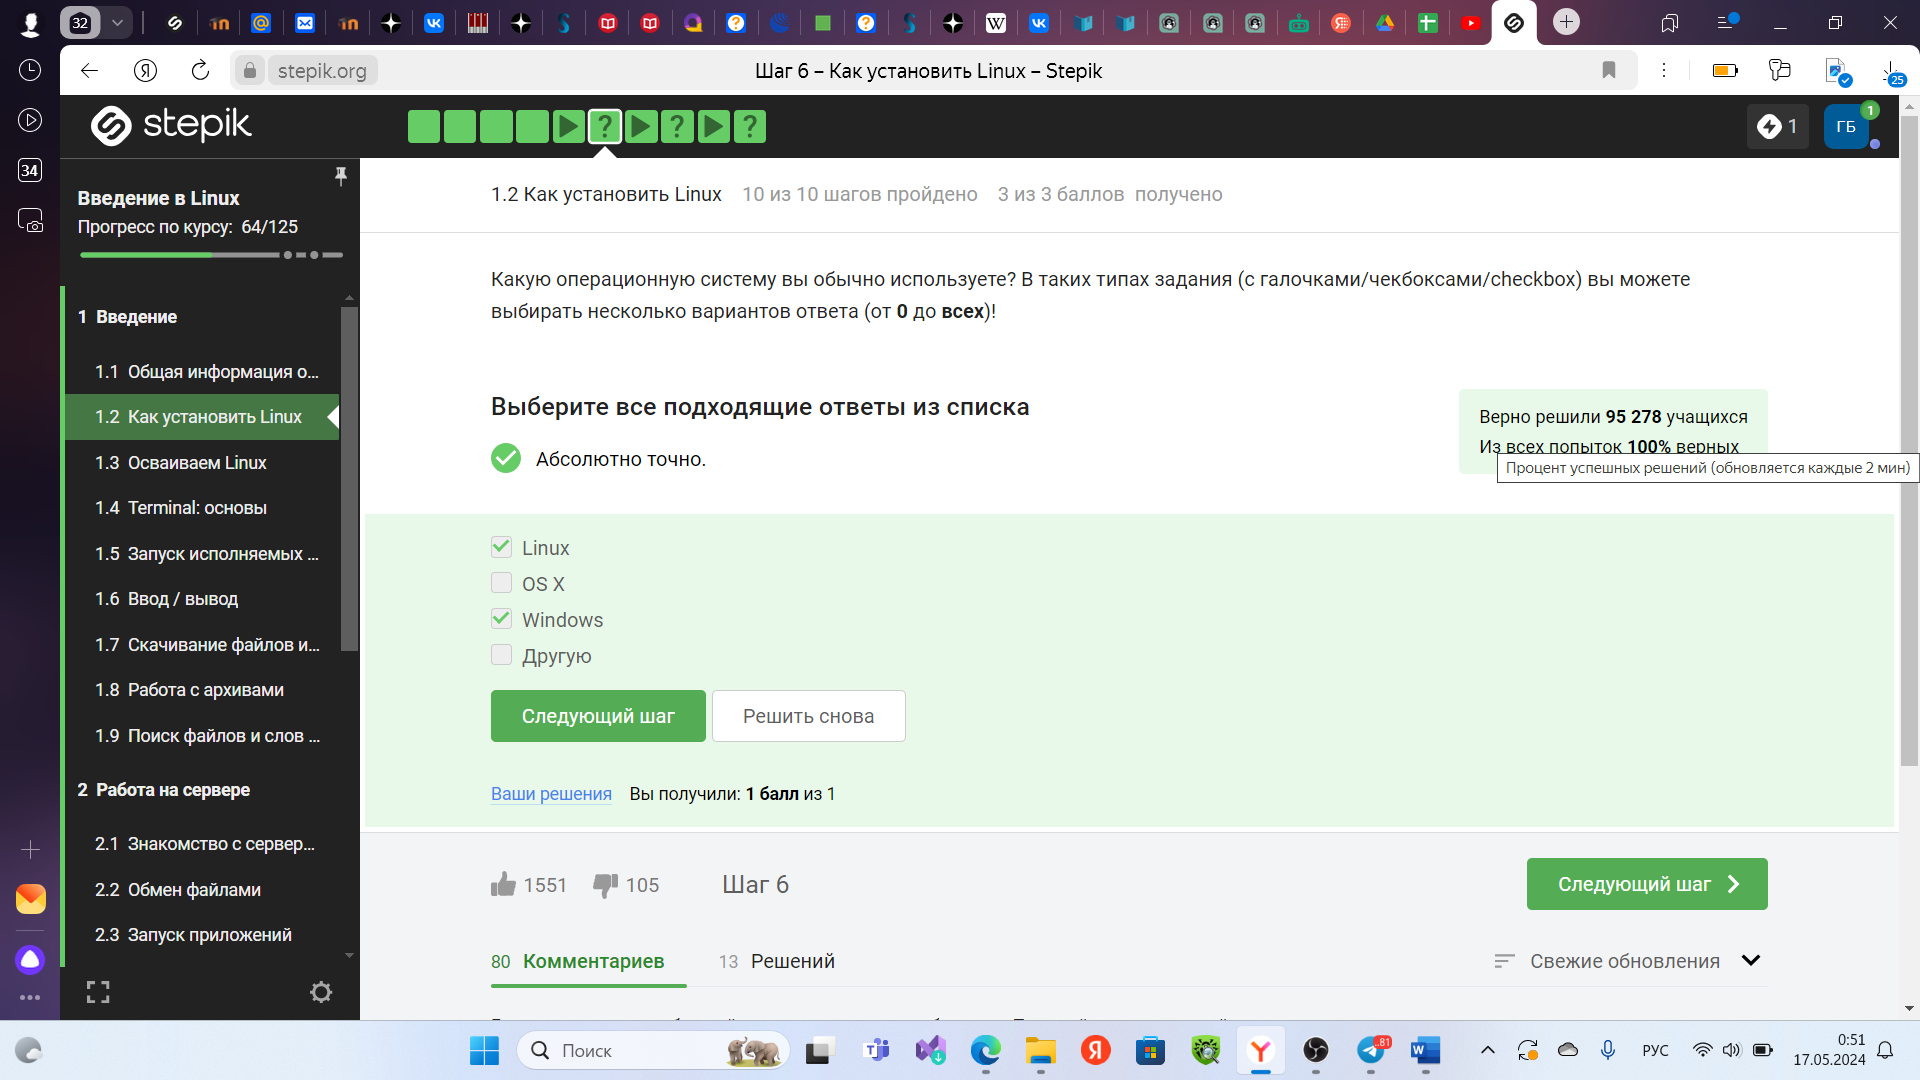 32
stepik.org
Шаг 6 – Как установить Linux – Stepik
25
34
stepik
? ? ?
1
ГБ
1
Введение в Linux
Прогресс по курсу: 64/125
1 Введение
1.1 Общая информация о...
1.2 Как установить Linux
1.3 Осваиваем Linux
1.4 Terminal: основы
1.5 Запуск исполняемых ...
1.6 Ввод / вывод
1.7 Скачивание файлов и...
1.8 Работа с архивами
1.9 Поиск файлов и слов ...
2 Работа на сервере
2.1 Знакомство с сервер...
2.2 Обмен файлами
2.3 Запуск приложений
1.2 Как установить Linux 10 из 10 шагов пройдено 3 из 3 баллов получено
Какую операционную систему вы обычно используете? В таких типах задания (с галочками/чекбоксами/checkbox) вы можете
выбирать несколько вариантов ответа (от 0 до всех)!
Выберите все подходящие ответы из списка
Абсолютно точно.
Верно решили 95 278 учащихся
Из всех попыток 100% верных
Процент успешных решений (обновляется каждые 2 мин)
Linux
OS X
Windows
Другую
Следующий шаг
Решить снова
Ваши решения Вы получили: 1 балл из 1
1551 105 Шаг 6
Следующий шаг
80 Комментариев 13 Решений
Свежие обновления
Поиск
..81
РУС
0:51
17.05.2024